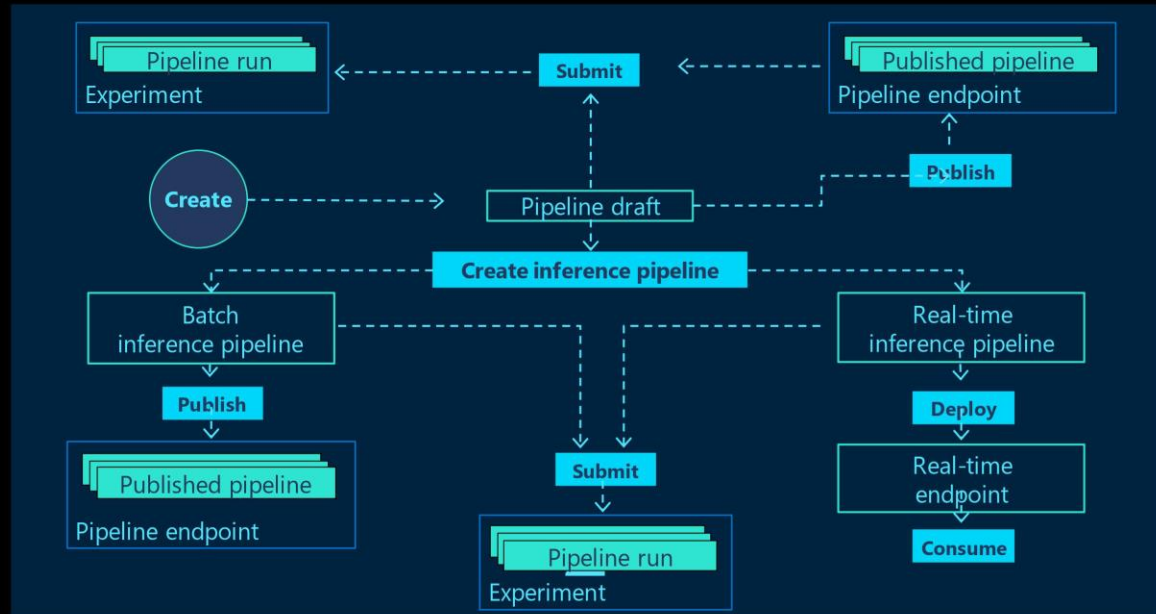 Pipeline run
Experiment
Submit
Published pipeline
Pipeline endpoint
Create
Pipeline draft
Publish
Create inference pipeline
Batch
inference pipeline
Real-time
inference pipeline
Publish
Deploy
Published pipeline
Pipeline endpoint
Submit
Real-time
endpoint
Pipeline run
Experiment
Consume